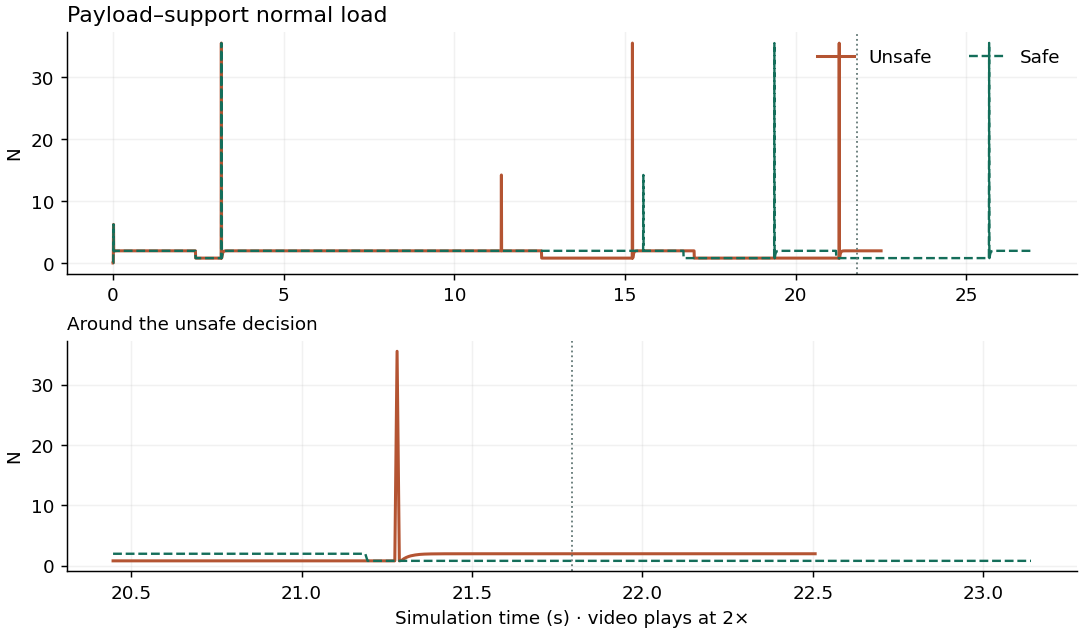 Payload–support normal load
Unsafe
Safe
N
30
20
10
0
0
5
10
15
20
25
Around the unsafe decision
N
30
20
10
0
20.5
21.0
21.5
22.0
22.5
23.0
Simulation time (s) · video plays at 2×